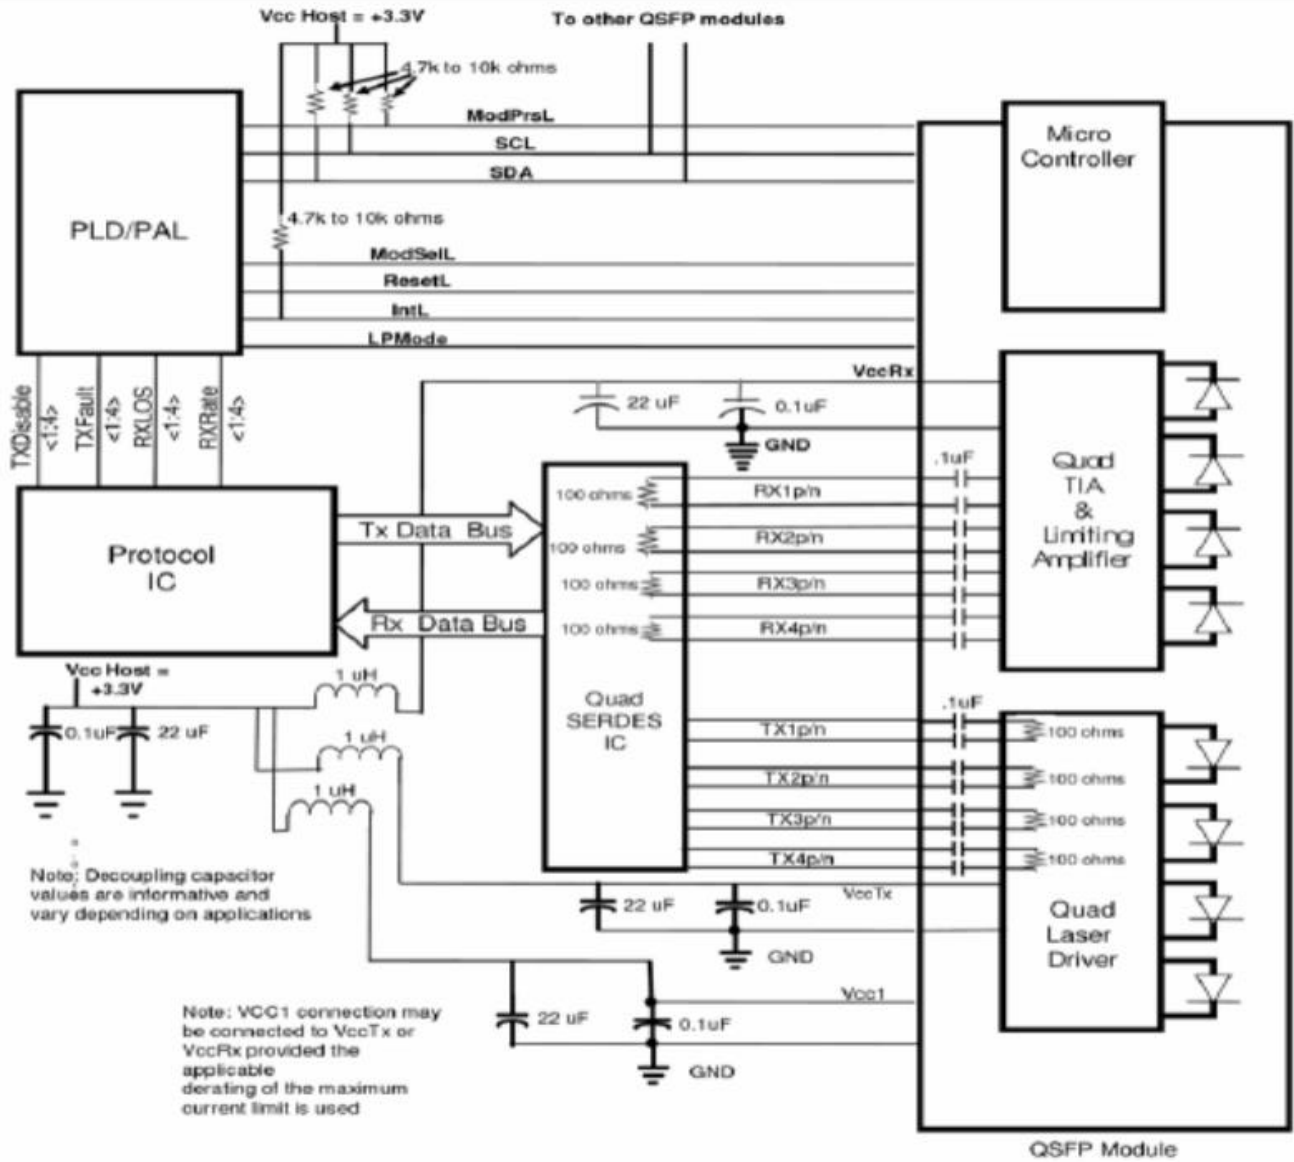 Vcc Host = +3.3V
To other QSFP modules
4.7k to 10k ohms
ModPrsL
SCL
SDA
PLD/PAL
4.7k to 10k ohms
ModSelL
ResetL
IntL
LPMode
Micro
Controller
TXDisable
<1:4>
TXFault
<1:4>
RXLOS
<1:4>
RXRate
<1:4>
VccRx
22 uF
0.1uF
GND
.1uF
Quad
TIA
&
Limiting
Amplifier
100 ohms
RX1p/n
100 ohms
RX2p/n
100 ohms
RX3p/n
100 ohms
RX4p/n
Tx Data Bus
Protocol
IC
Rx Data Bus
Vcc Host =
+3.3V
0.1uF
22 uF
1 uH
1 uH
1 uH
Quad
SERDES
IC
.1uF
TX1p/n
100 ohms
TX2p/n
100 ohms
TX3p/n
100 ohms
TX4p/n
100 ohms
VccTx
22 uF
0.1uF
GND
Quad
Laser
Driver
Note: Decoupling capacitor
values are informative and
vary depending on applications
Vcc1
22 uF
0.1uF
GND
Note: VCC1 connection may
be connected to VccTx or
VccRx provided the
applicable
derating of the maximum
current limit is used
QSFP Module